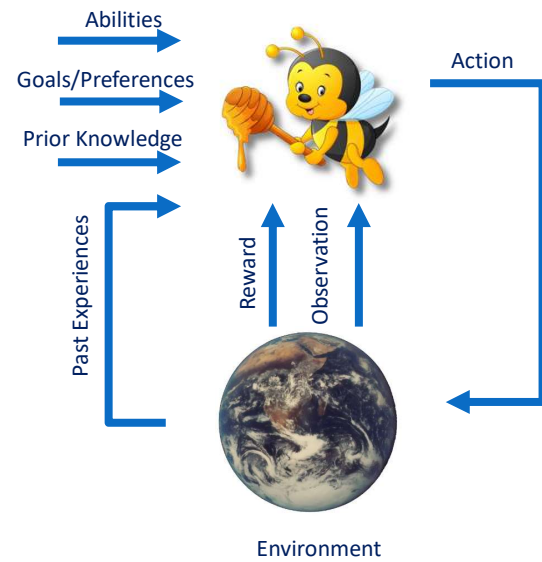 Abilities
Goals/Preferences
Prior Knowledge
Past Experiences
Reward
Observation
Action
Environment